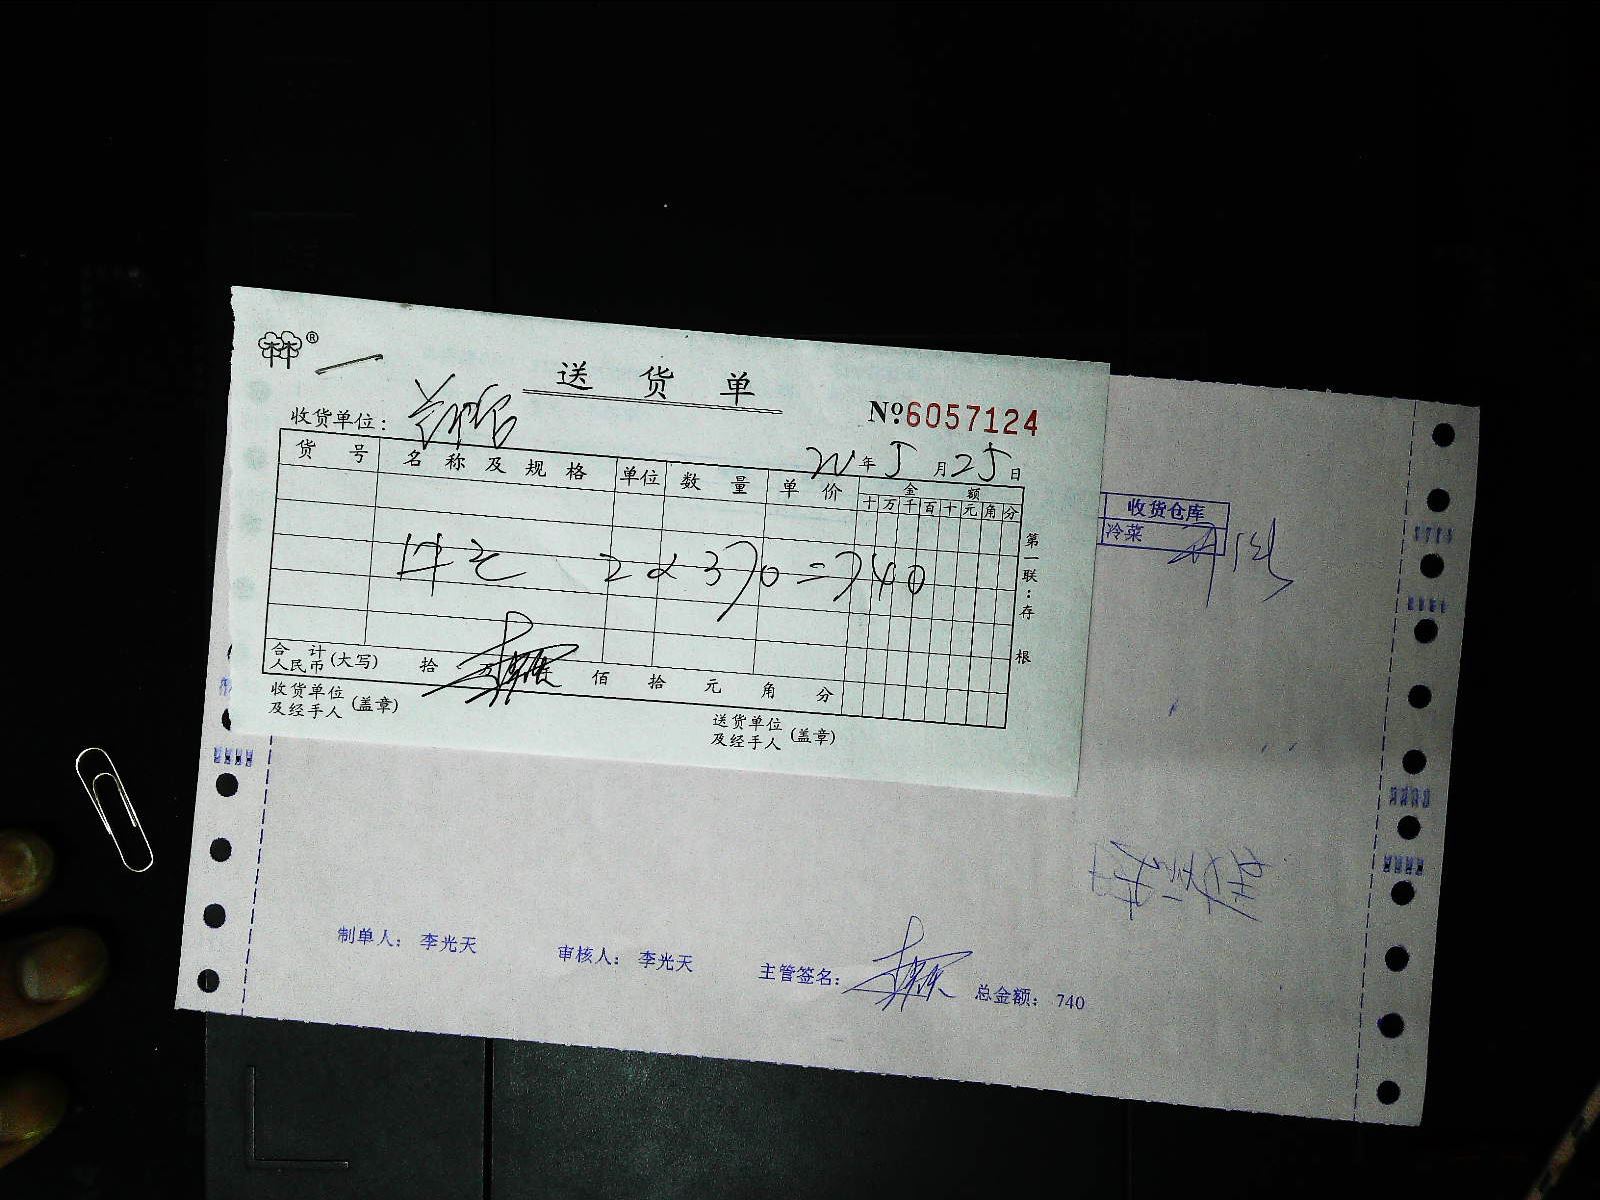 ®
送货单
收货单位：
№6057124
年 5 月 25 日
货号 名称及规格 单位 数量 单价 金额
十 万 千 百 十 元 角 分
2×370=740
第一联：存根
合计
人民币(大写) 拾 佰 拾 元 角 分
收货单位
及经手人 (盖章)
送货单位
及经手人 (盖章)
收货仓库
冷菜
制单人： 李光天 审核人： 李光天 主管签名： 总金额： 740